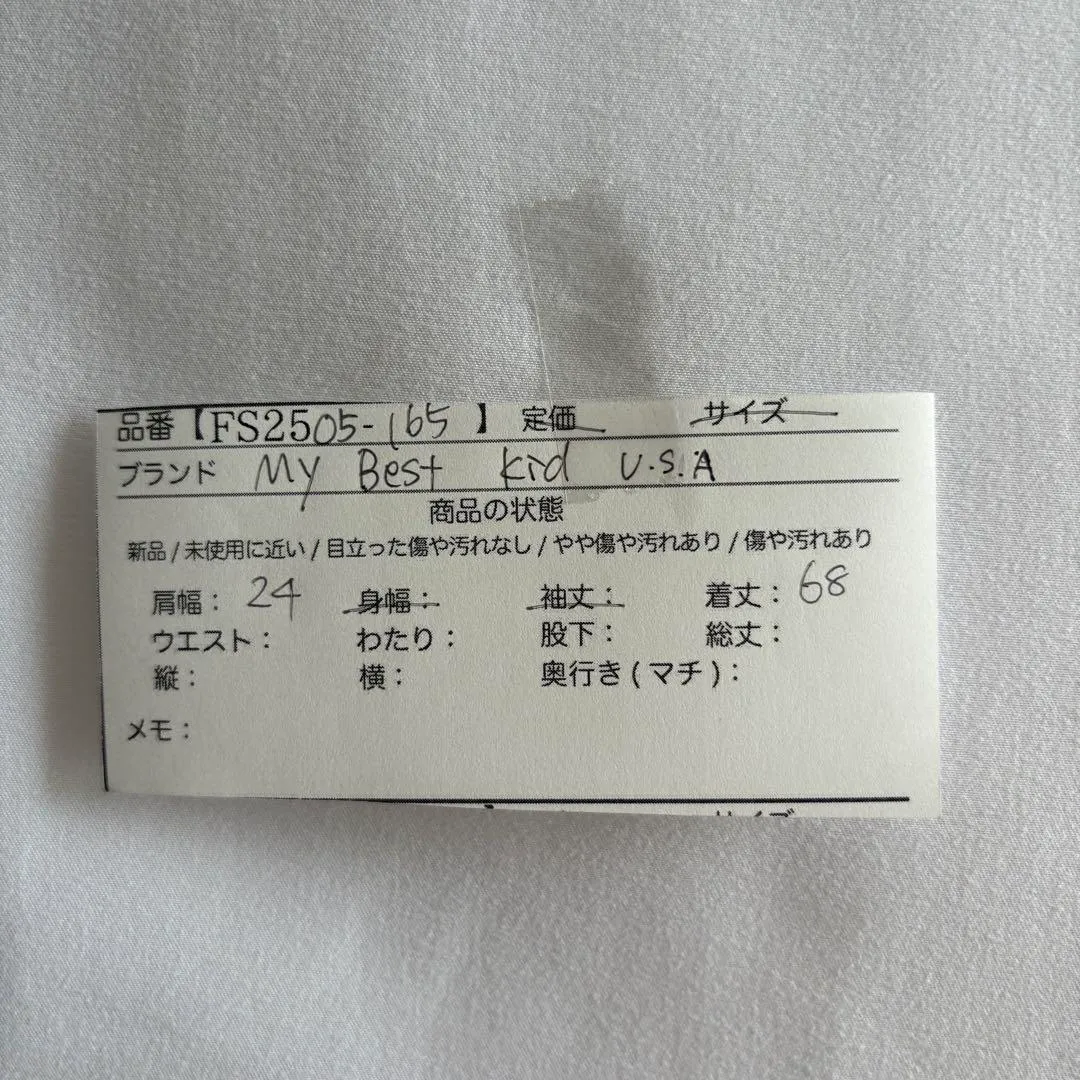 品番【FS2505-165】 定価 サイズ
ブランド My Best kid U.S.A
商品の状態
新品 / 未使用に近い / 目立った傷や汚れなし / やや傷や汚れあり / 傷や汚れあり
肩幅： 24 身幅： 袖丈： 着丈： 68
ウエスト： わたり： 股下： 総丈：
縦： 横： 奥行き ( マチ )：
メモ：
サイズ